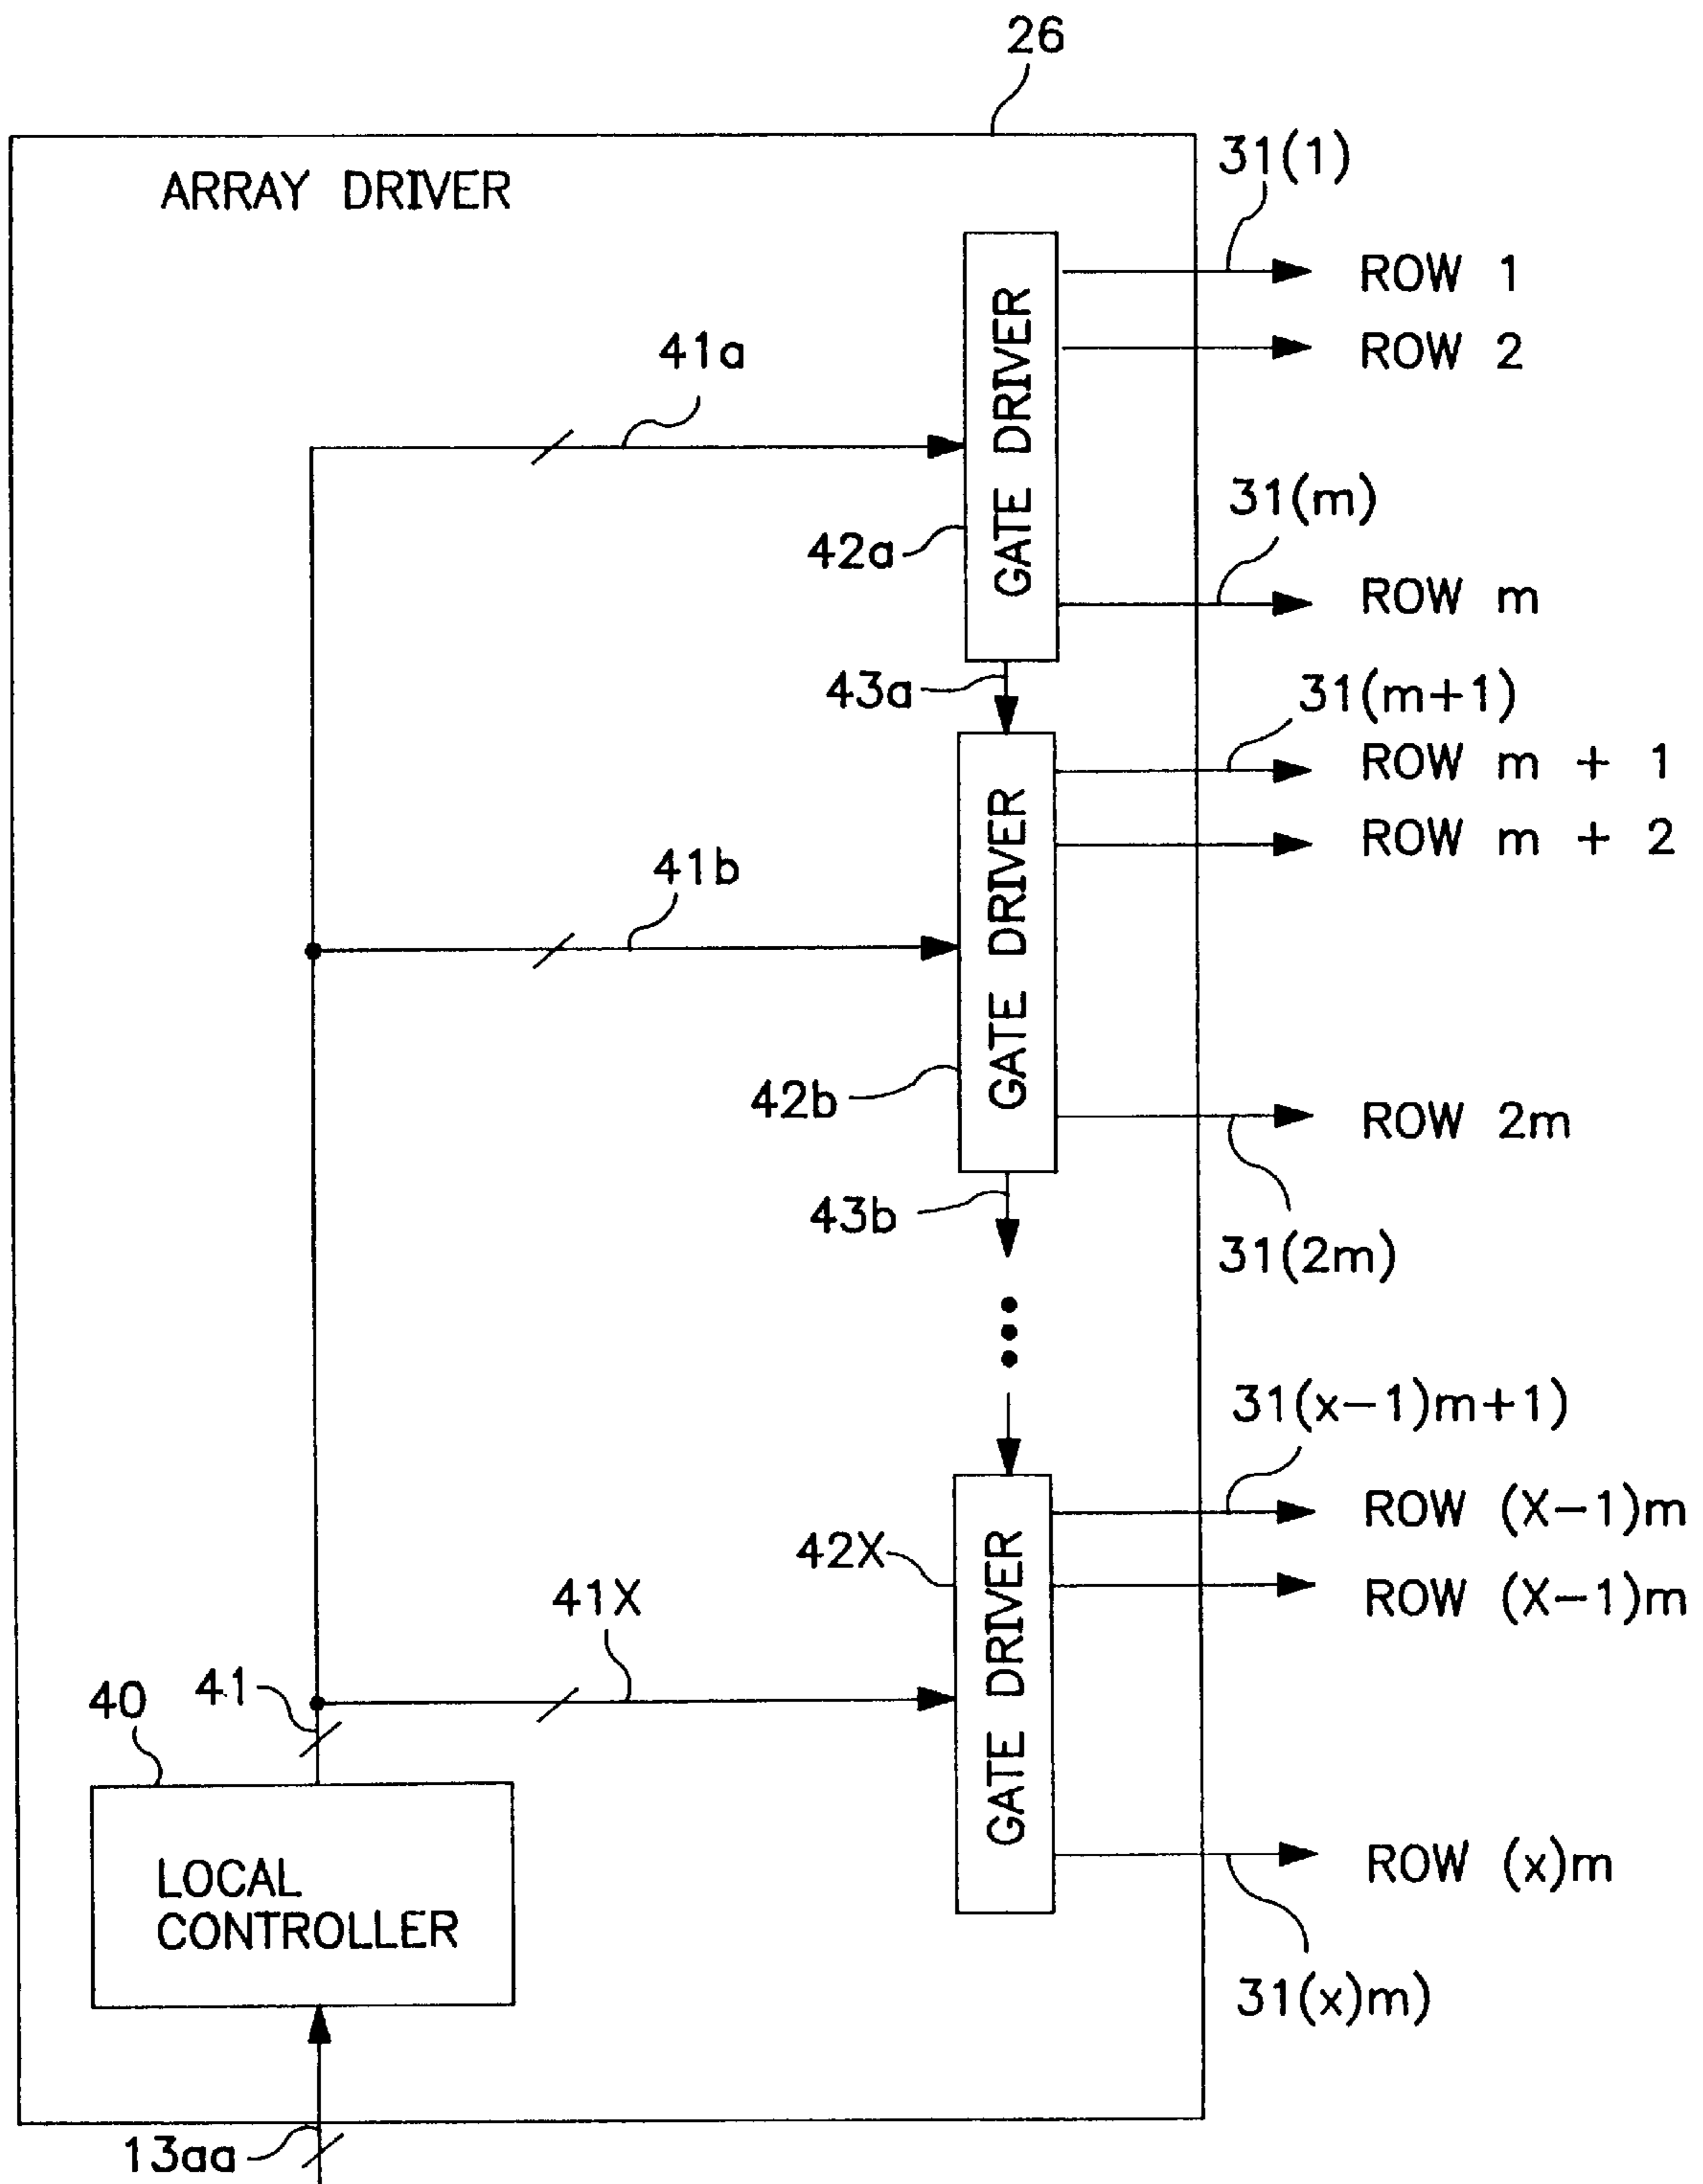 26
ARRAY DRIVER
31(1)
ROW 1
ROW 2
41a
GATE DRIVER
42a
31(m)
ROW m
43a
31(m+1)
ROW m + 1
ROW m + 2
41b
GATE DRIVER
42b
ROW 2m
43b
31(2m)
31(x-1)m+1)
ROW (X-1)m
42X
ROW (X-1)m
41X
GATE DRIVER
41
40
ROW (x)m
LOCAL
CONTROLLER
31(x)m)
13aa